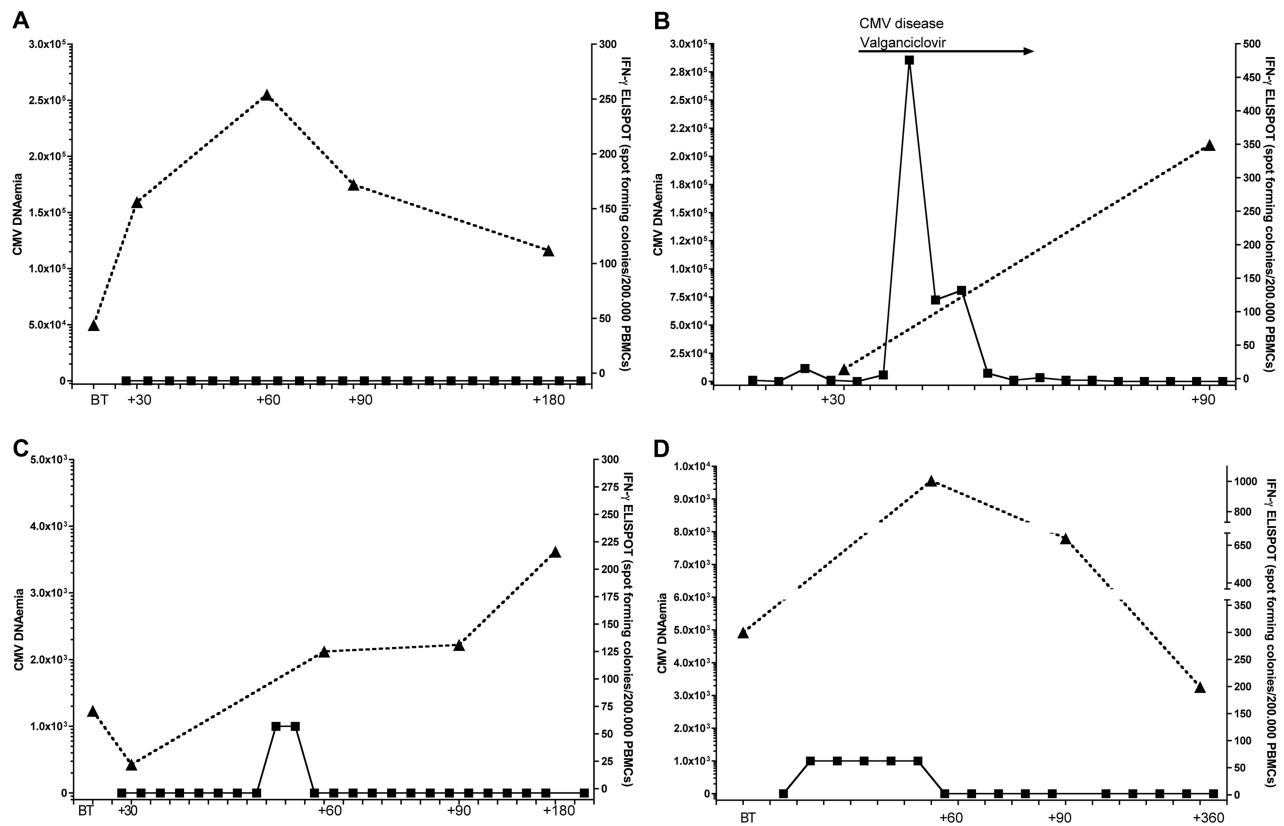 A
CMV DNAemia
3.0x10⁵
2.5x10⁵
2.0x10⁵
1.5x10⁵
1.0x10⁵
5.0x10⁴
0
300
250
200
150
100
50
0
IFN-γ ELISPOT (spot forming colonies/200.000 PBMCs)
BT +30 +60 +90 +180
B
CMV disease
Valganciclovir
CMV DNAemia
3.0x10⁵
2.8x10⁵
2.5x10⁵
2.2x10⁵
2.0x10⁵
1.8x10⁵
1.5x10⁵
1.2x10⁵
1.0x10⁵
7.5x10⁴
5.0x10⁴
2.5x10⁴
0
500
450
400
350
300
250
200
150
100
50
0
IFN-γ ELISPOT (spot forming colonies/200.000 PBMCs)
+30 +90
C
CMV DNAemia
5.0x10³
4.0x10³
3.0x10³
2.0x10³
1.0x10³
0
300
275
250
225
200
175
150
125
100
75
50
25
0
IFN-γ ELISPOT (spot forming colonies/200.000 PBMCs)
BT +30 +60 +90 +180
D
CMV DNAemia
1.0x10⁴
9.0x10³
8.0x10³
7.0x10³
6.0x10³
5.0x10³
4.0x10³
3.0x10³
2.0x10³
1.0x10³
0
1000
800
650
400
350
300
250
200
150
100
50
0
IFN-γ ELISPOT (spot forming colonies/200.000 PBMCs)
BT +60 +90 +360